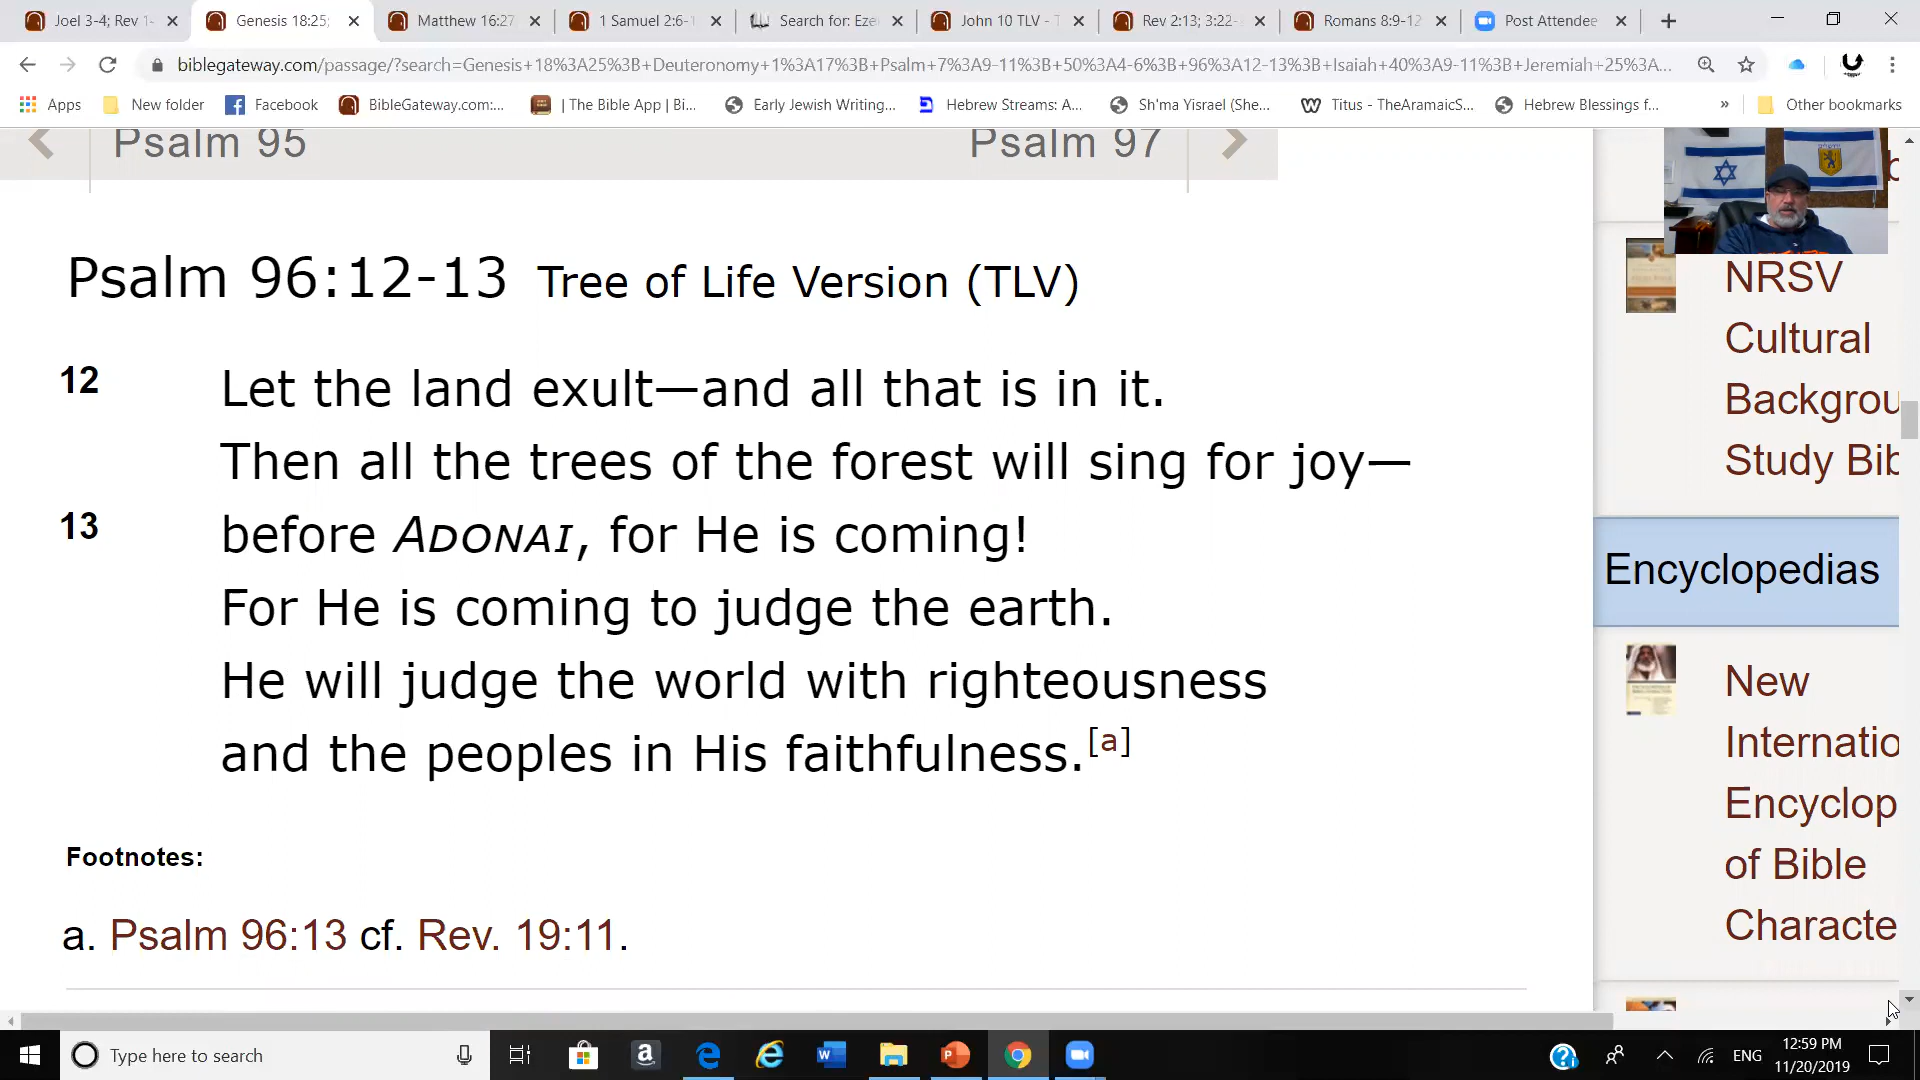 Joel 3-4; Rev 1-
Genesis 18:25;
Matthew 16:27
1 Samuel 2:6-1
Search for: Eze
John 10 TLV - T
Rev 2:13; 3:22-
Romans 8:9-12
Post Attendee
biblegateway.com/passage/?search=Genesis+18%3A25%3B+Deuteronomy+1%3A17%3B+Psalm+7%3A9-11%3B+50%3A4-6%3B+96%3A12-13%3B+Isaiah+40%3A9-11%3B+Jeremiah+25%3A...
Apps
New folder
Facebook
BibleGateway.com:...
| The Bible App | Bi...
Early Jewish Writing...
Hebrew Streams: A...
Sh'ma Yisrael (She...
Titus - TheAramaicS...
Hebrew Blessings f...
»
Other bookmarks
Psalm 95
Psalm 97
Psalm 96:12-13 Tree of Life Version (TLV)
12 Let the land exult—and all that is in it.
Then all the trees of the forest will sing for joy—
13 before ADONAI, for He is coming!
For He is coming to judge the earth.
He will judge the world with righteousness
and the peoples in His faithfulness.[a]
Footnotes:
a. Psalm 96:13 cf. Rev. 19:11.
NRSV
Cultural
Backgrou
Study Bib
Encyclopedias
New
Internatio
Encyclop
of Bible
Characte
Type here to search
ENG
12:59 PM
11/20/2019